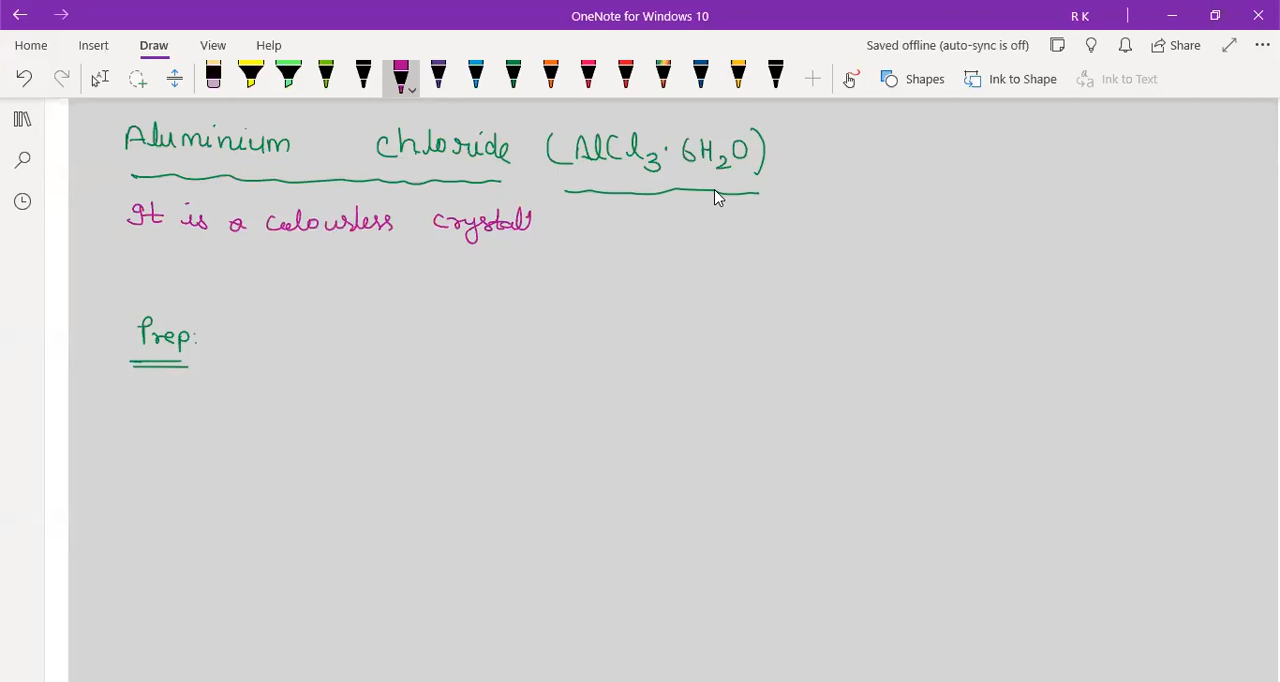 OneNote for Windows 10
R K
Home Insert Draw View Help
Saved offline (auto-sync is off) Share
Shapes Ink to Shape Ink to Text
Aluminium chloride (AlCl₃·6H₂O)
It is a colourless crystal
Prep: